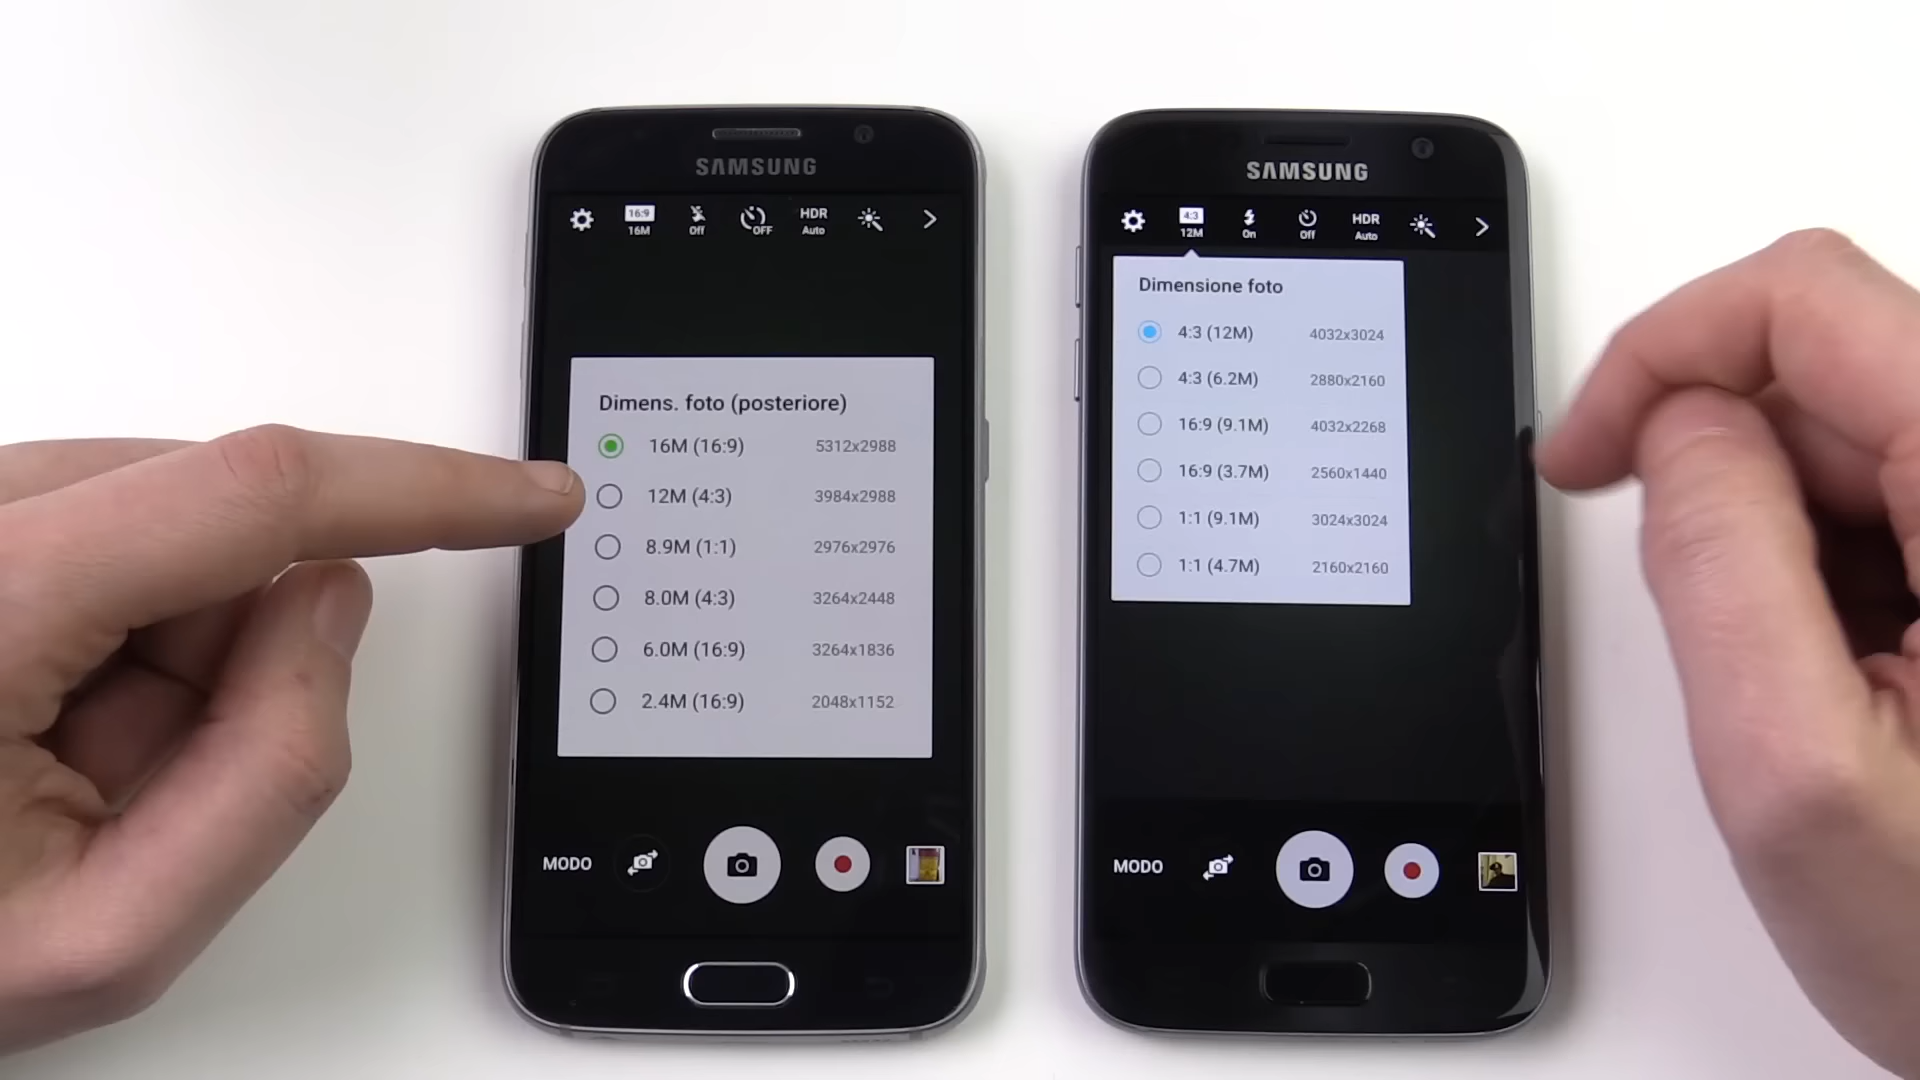 SAMSUNG
16:9
16M
Off
OFF
HDR
Auto
Dimens. foto (posteriore)
16M (16:9) 5312x2988
12M (4:3) 3984x2988
8.9M (1:1) 2976x2976
8.0M (4:3) 3264x2448
6.0M (16:9) 3264x1836
2.4M (16:9) 2048x1152
MODO
SAMSUNG
4:3
12M
On
Off
HDR
Auto
Dimensione foto
4:3 (12M) 4032x3024
4:3 (6.2M) 2880x2160
16:9 (9.1M) 4032x2268
16:9 (3.7M) 2560x1440
1:1 (9.1M) 3024x3024
1:1 (4.7M) 2160x2160
MODO